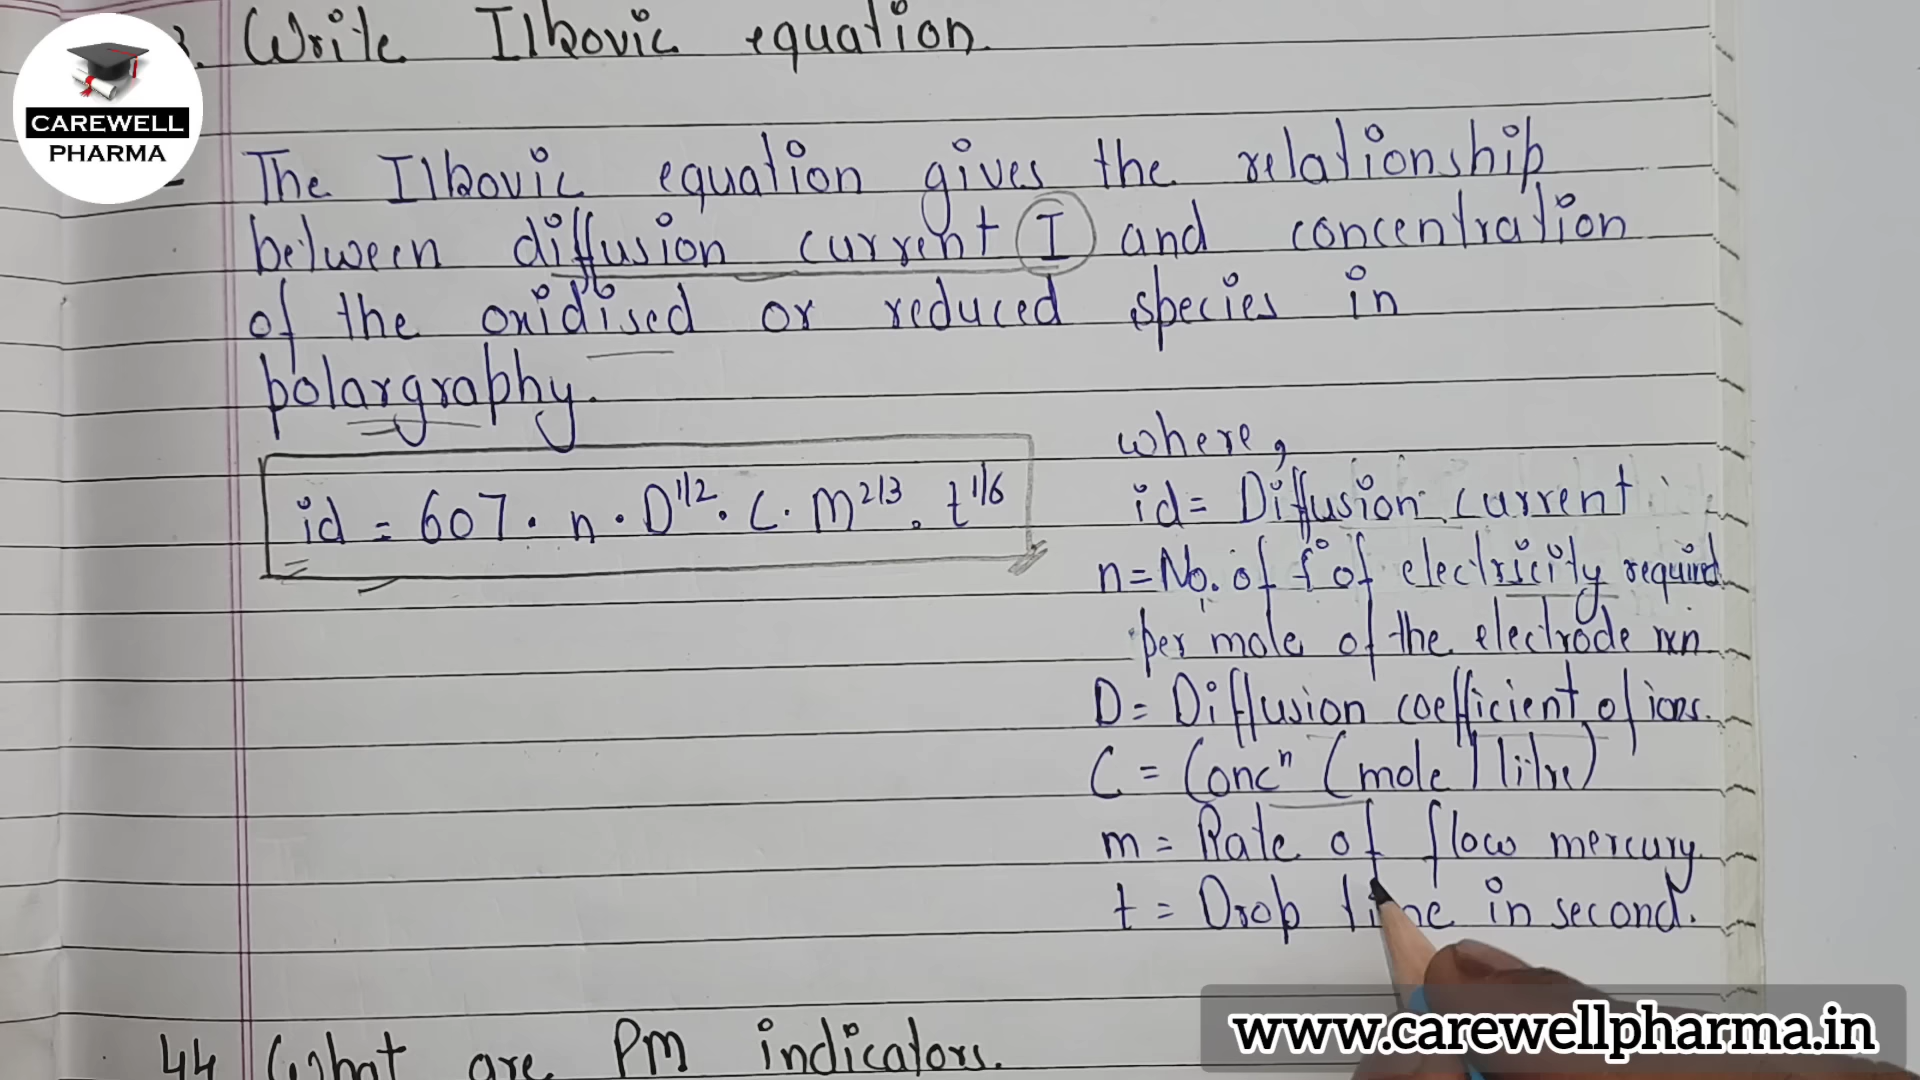 3. Write Ilkovic equation.
CAREWELL
PHARMA
- The Ilkovic equation gives the relationship
between diffusion current I and concentration
of the oxidised or reduced species in
polargraphy.
id = 607 . n . D^1/2 . C . m^2/3 . t^1/6
where,
id = Diffusion current
n = No. of f of electricity required
per mole of the electrode rxn
D = Diffusion coefficient of ions.
C = Concⁿ (mole / litre)
m = Rate of flow mercury.
t = Drop time in second.
44 What are PM indicators.
www.carewellpharma.in